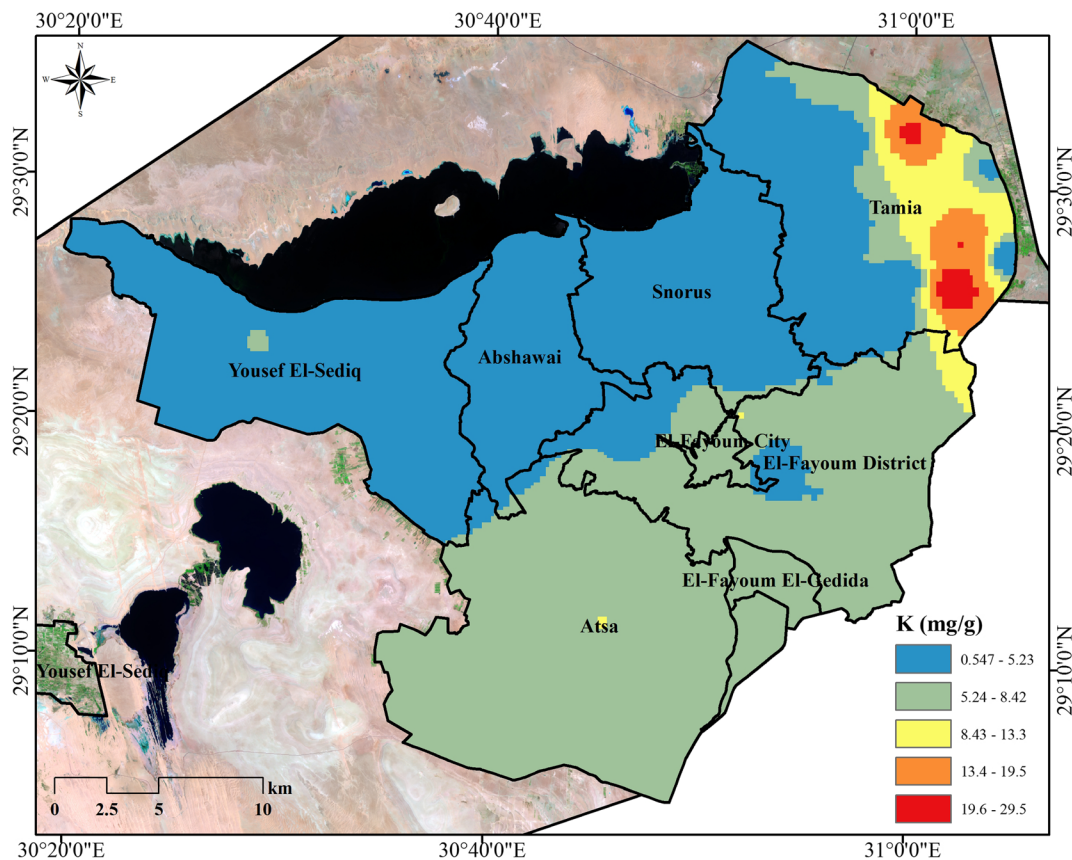 30°20'0"E 30°40'0"E 31°0'0"E
N
W E
S
29°30'0"N
29°30'0"N
Tamia
Snorus
Abshawai
Yousef El-Sediq
29°20'0"N
29°20'0"N
El-Fayoum City
El-Fayoum District
El-Fayoum El-Gedida
Atsa
29°10'0"N
29°10'0"N
Yousef El-Sed
K (mg/g)
0.547 - 5.23
5.24 - 8.42
8.43 - 13.3
13.4 - 19.5
19.6 - 29.5
km
0 2.5 5 10
30°20'0"E 30°40'0"E 31°0'0"E